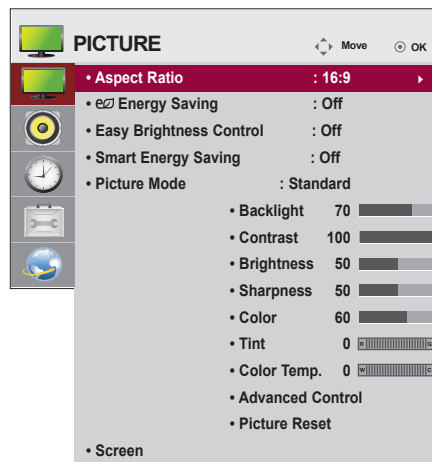 PICTURE Move OK
• Aspect Ratio : 16:9
• Energy Saving : Off
• Easy Brightness Control : Off
• Smart Energy Saving : Off
• Picture Mode : Standard
• Backlight 70
• Contrast 100
• Brightness 50
• Sharpness 50
• Color 60
• Tint 0 R G
• Color Temp. 0 W C
• Advanced Control
• Picture Reset
• Screen